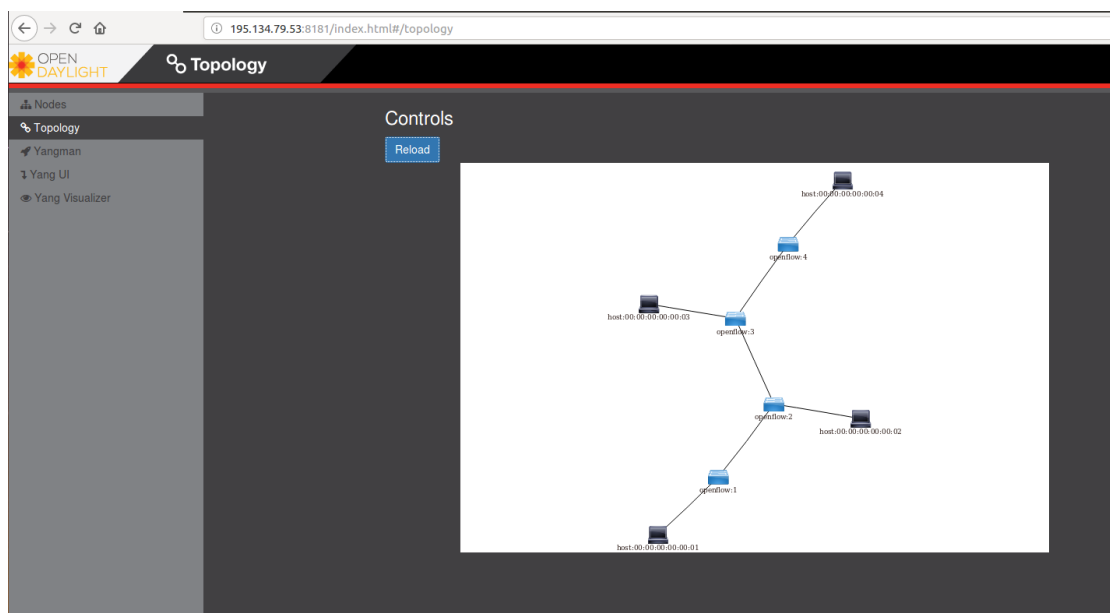 195.134.79.53:8181/index.html#/topology
OPEN
DAYLIGHT
Topology
Nodes
Topology
Yangman
Yang UI
Yang Visualizer
Controls
Reload
host:00:00:00:00:00:04
openflow:4
host:00:00:00:00:00:03
openflow:3
openflow:2
host:00:00:00:00:00:02
openflow:1
host:00:00:00:00:00:01